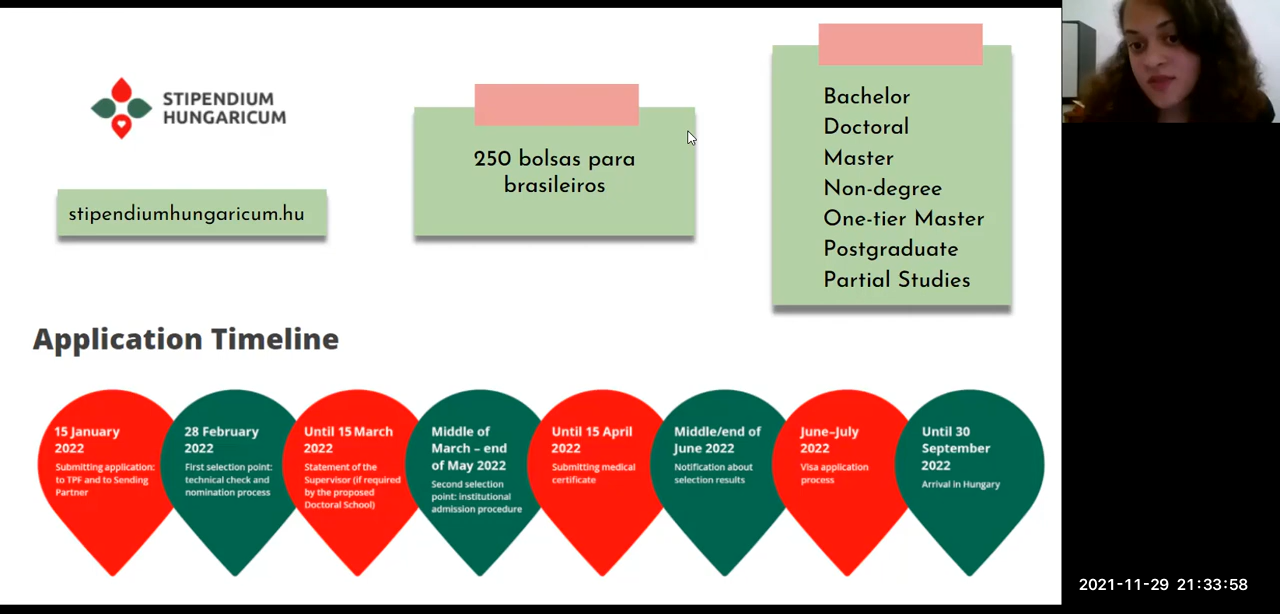 STIPENDIUM
HUNGARICUM
stipendiumhungaricum.hu
250 bolsas para
brasileiros
Bachelor
Doctoral
Master
Non-degree
One-tier Master
Postgraduate
Partial Studies
Application Timeline
15 January
2022
Submitting application:
to TPF and to Sending
Partner
28 February
2022
First selection point:
technical check and
nomination process
Until 15 March
2022
Statement of the
Supervisor (if required
by the proposed
Doctoral School)
Middle of
March – end
of May 2022
Second selection
point: institutional
admission procedure
Until 15 April
2022
Submitting medical
certificate
Middle/end of
June 2022
Notification about
selection results
June–July
2022
Visa application
process
Until 30
September
2022
Arrival in Hungary
2021-11-29 21:33:58